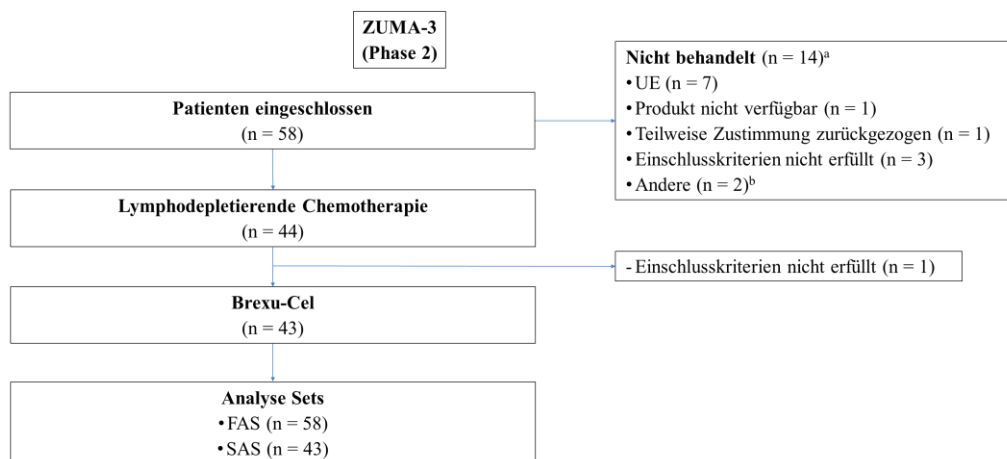 ZUMA-3
(Phase 2)
Nicht behandelt (n = 14)ᵃ
•UE (n = 7)
•Produkt nicht verfügbar (n = 1)
•Teilweise Zustimmung zurückgezogen (n = 1)
•Einschlusskriterien nicht erfüllt (n = 3)
•Andere (n = 2)ᵇ
Patienten eingeschlossen
(n = 58)
Lymphodepletierende Chemotherapie
(n = 44)
- Einschlusskriterien nicht erfüllt (n = 1)
Brexu-Cel
(n = 43)
Analyse Sets
•FAS (n = 58)
•SAS (n = 43)